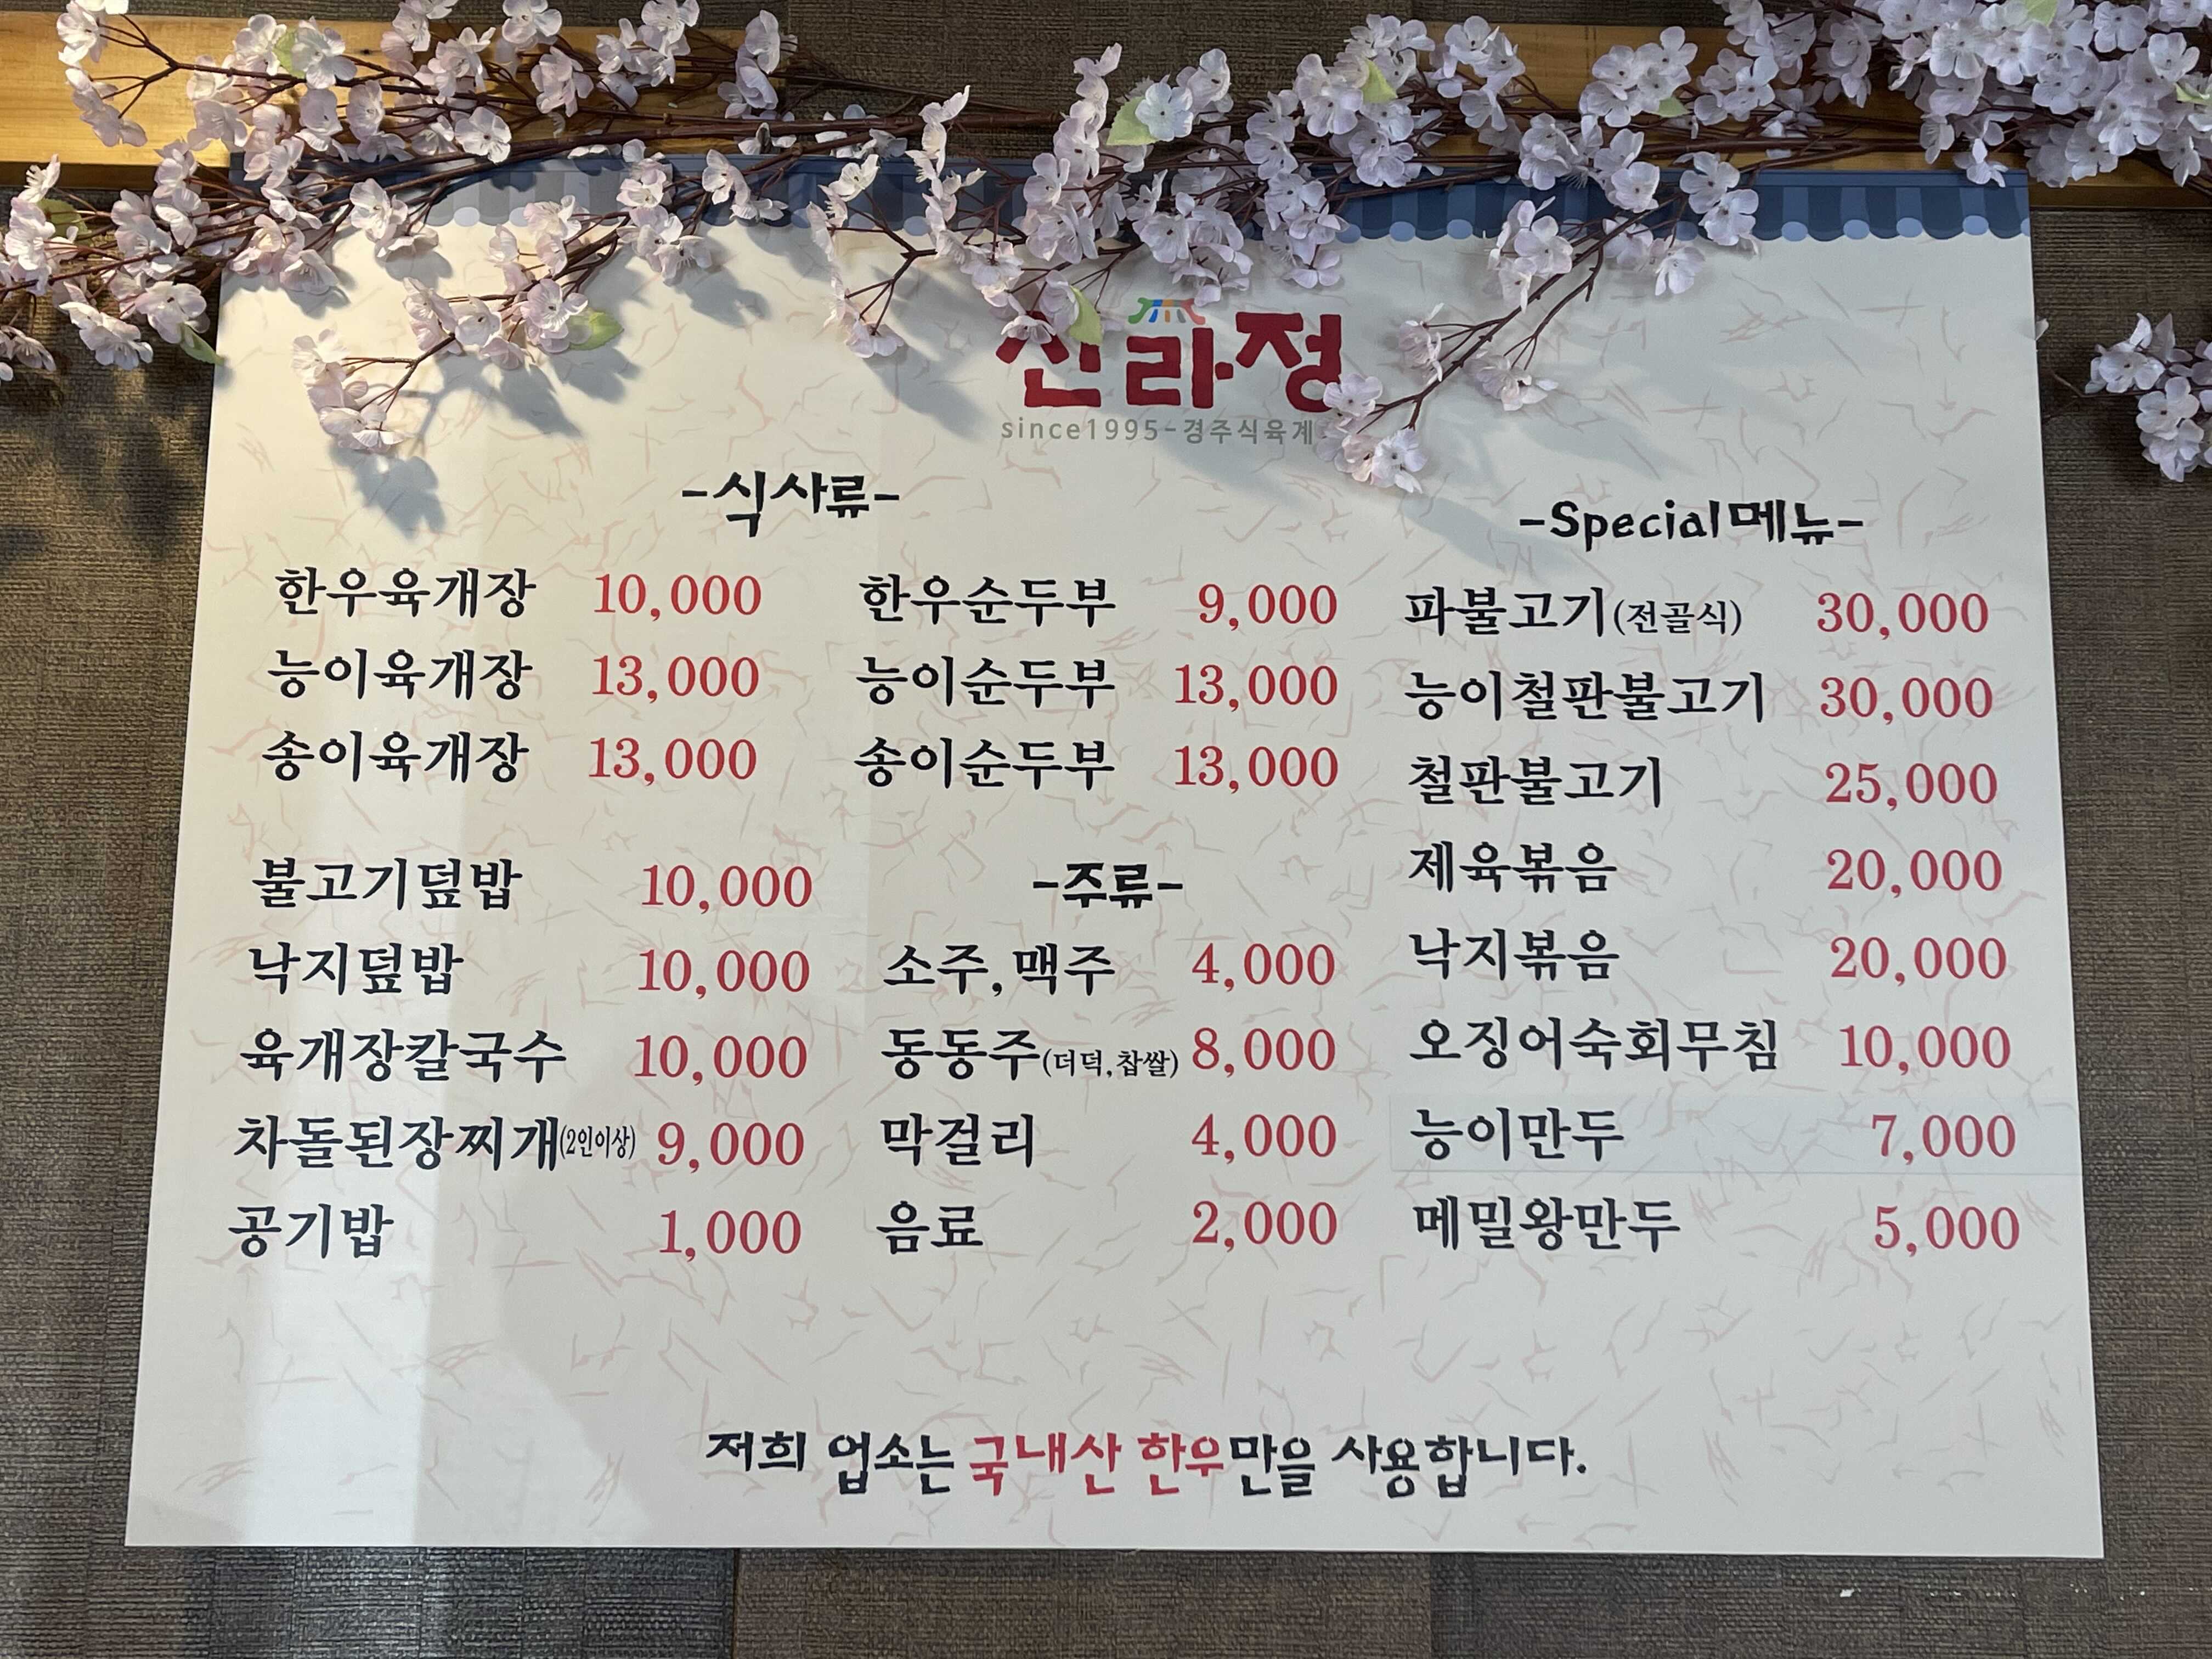 신라정
since1995-경주식육계
-식사류-
한우육개장 10,000
능이육개장 13,000
송이육개장 13,000
불고기덮밥 10,000
낙지덮밥 10,000
육개장칼국수 10,000
차돌된장찌개(2인이상) 9,000
공기밥 1,000
한우순두부 9,000
능이순두부 13,000
송이순두부 13,000
-주류-
소주,맥주 4,000
동동주(더덕,찹쌀) 8,000
막걸리 4,000
음료 2,000
-Special메뉴-
파불고기(전골식) 30,000
능이철판불고기 30,000
철판불고기 25,000
제육볶음 20,000
낙지볶음 20,000
오징어숙회무침 10,000
능이만두 7,000
메밀왕만두 5,000
저희 업소는 국내산 한우만을 사용합니다.